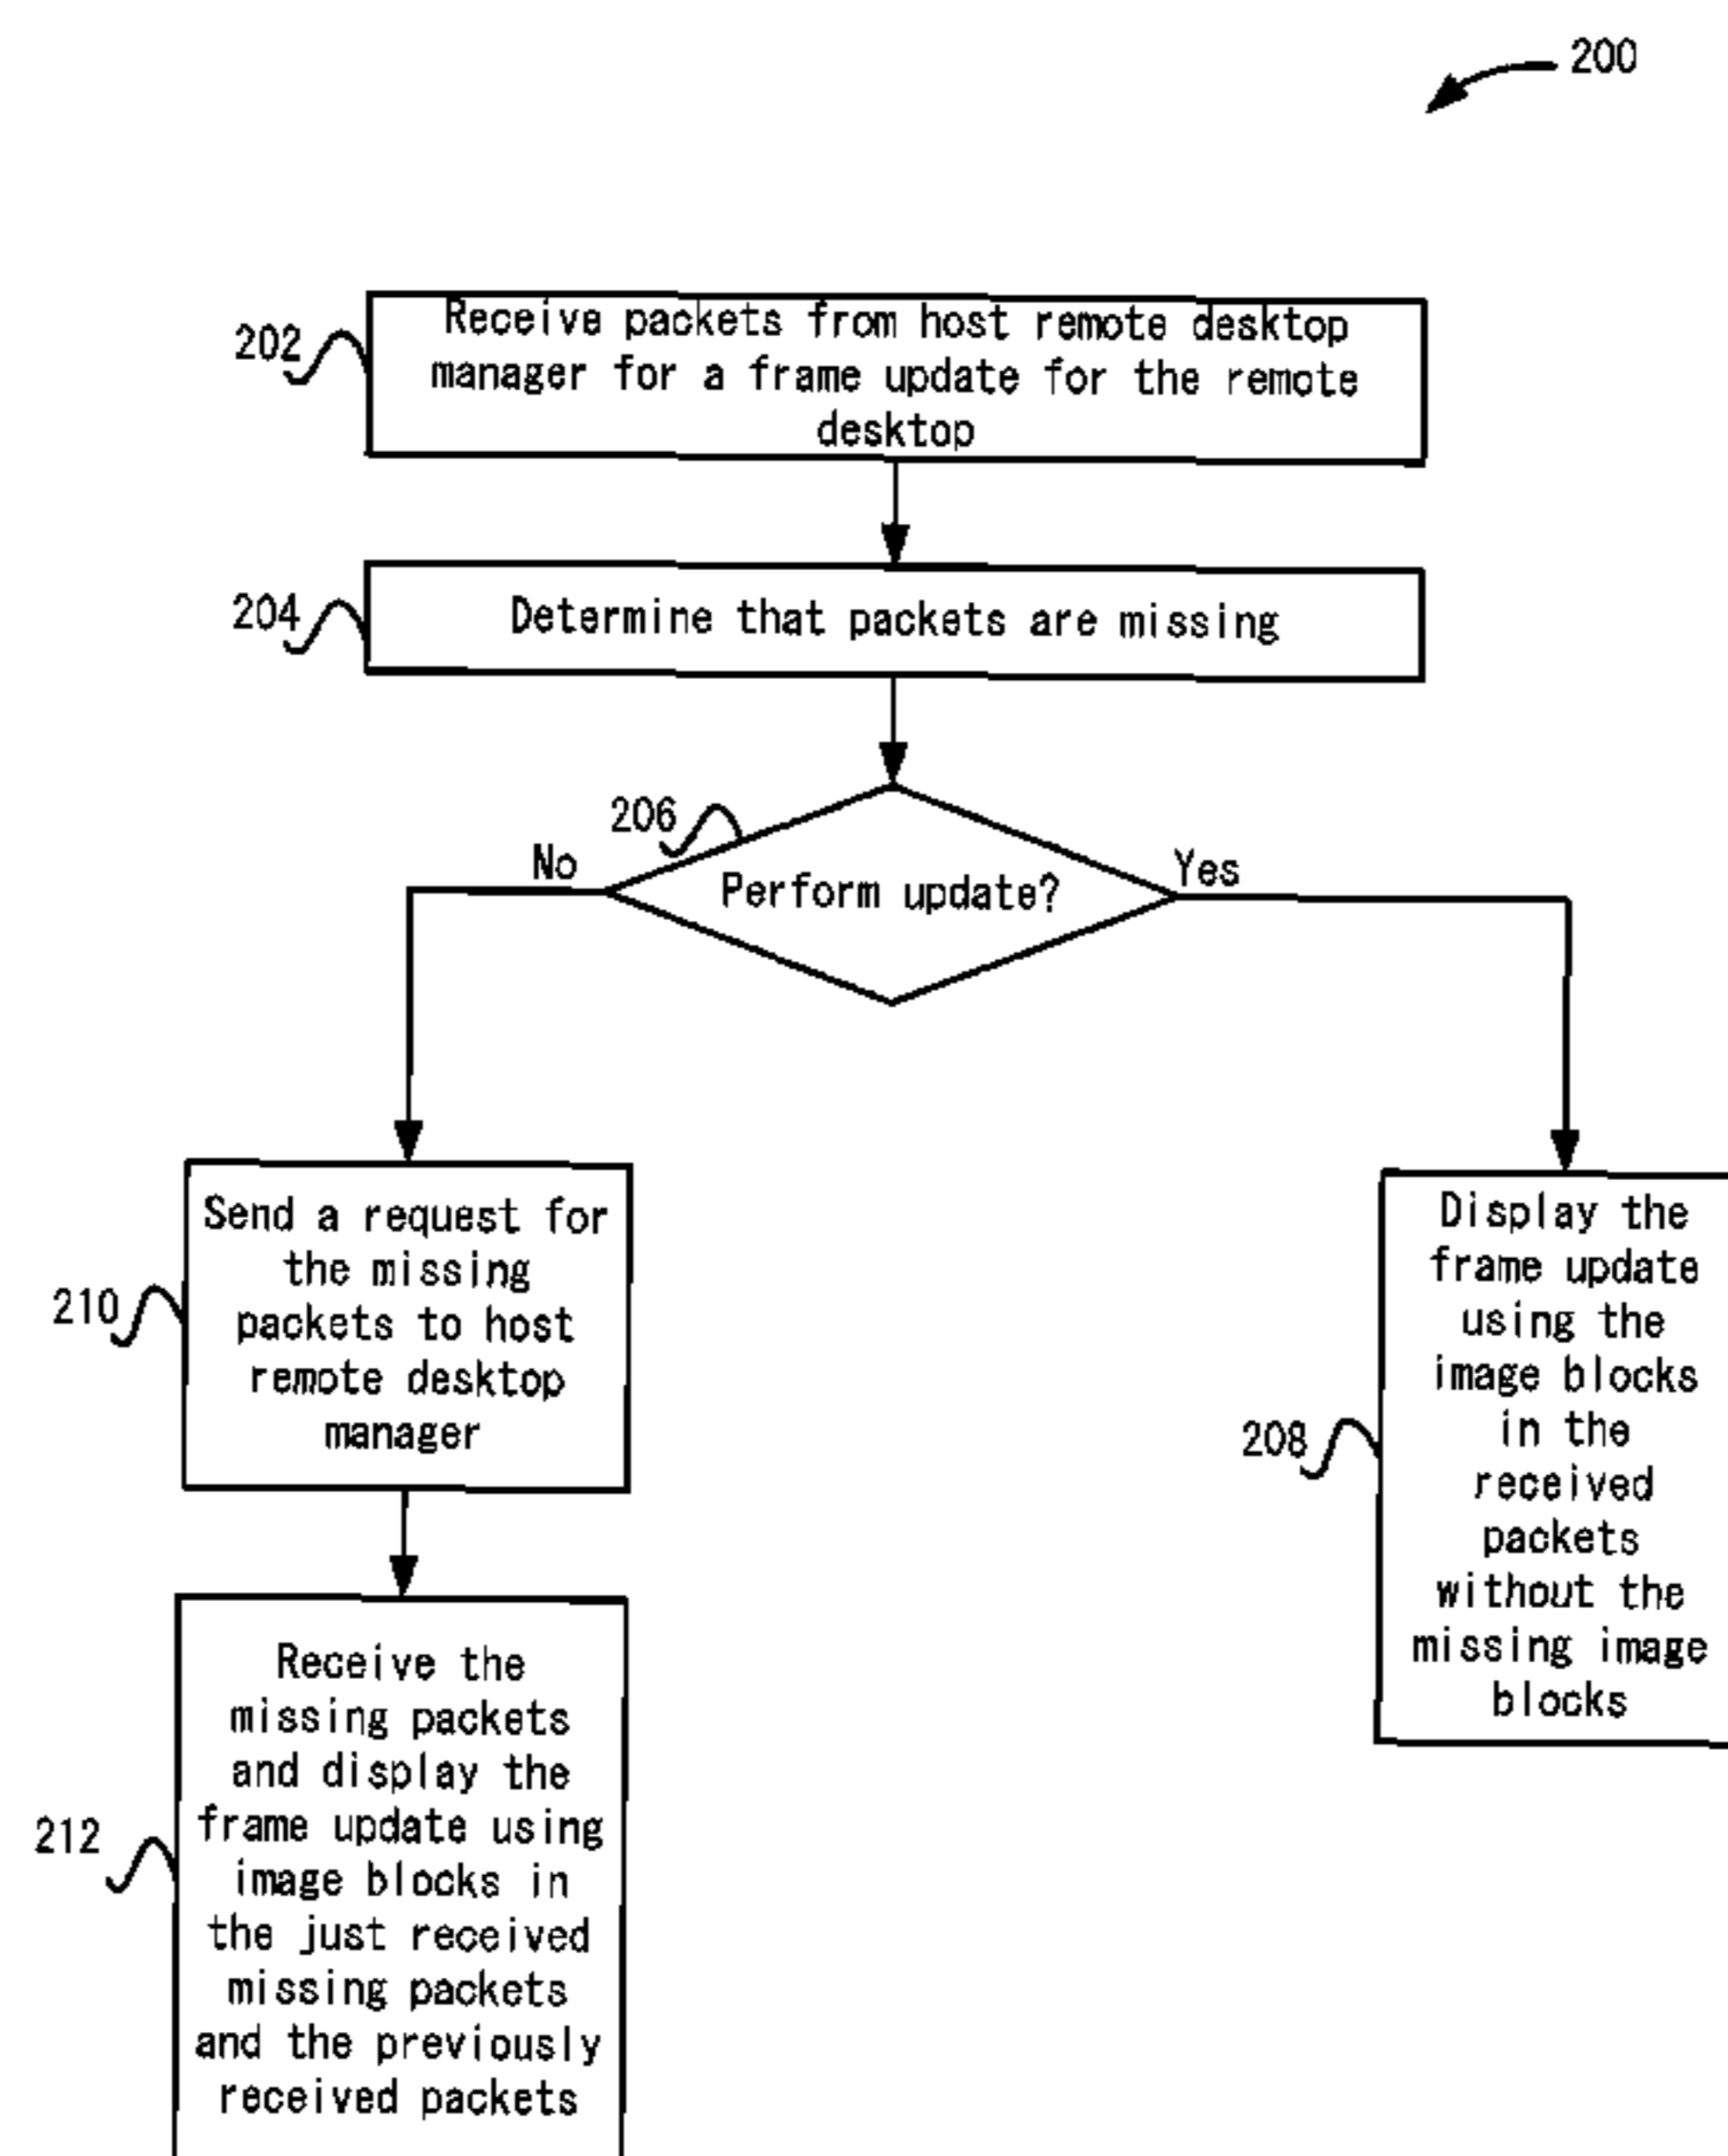 200
202
Receive packets from host remote desktop
manager for a frame update for the remote
desktop
204
Determine that packets are missing
206
No
Perform update?
Yes
210
Send a request for
the missing
packets to host
remote desktop
manager
208
Display the
frame update
using the
image blocks
in the
received
packets
without the
missing image
blocks
212
Receive the
missing packets
and display the
frame update using
image blocks in
the just received
missing packets
and the previously
received packets